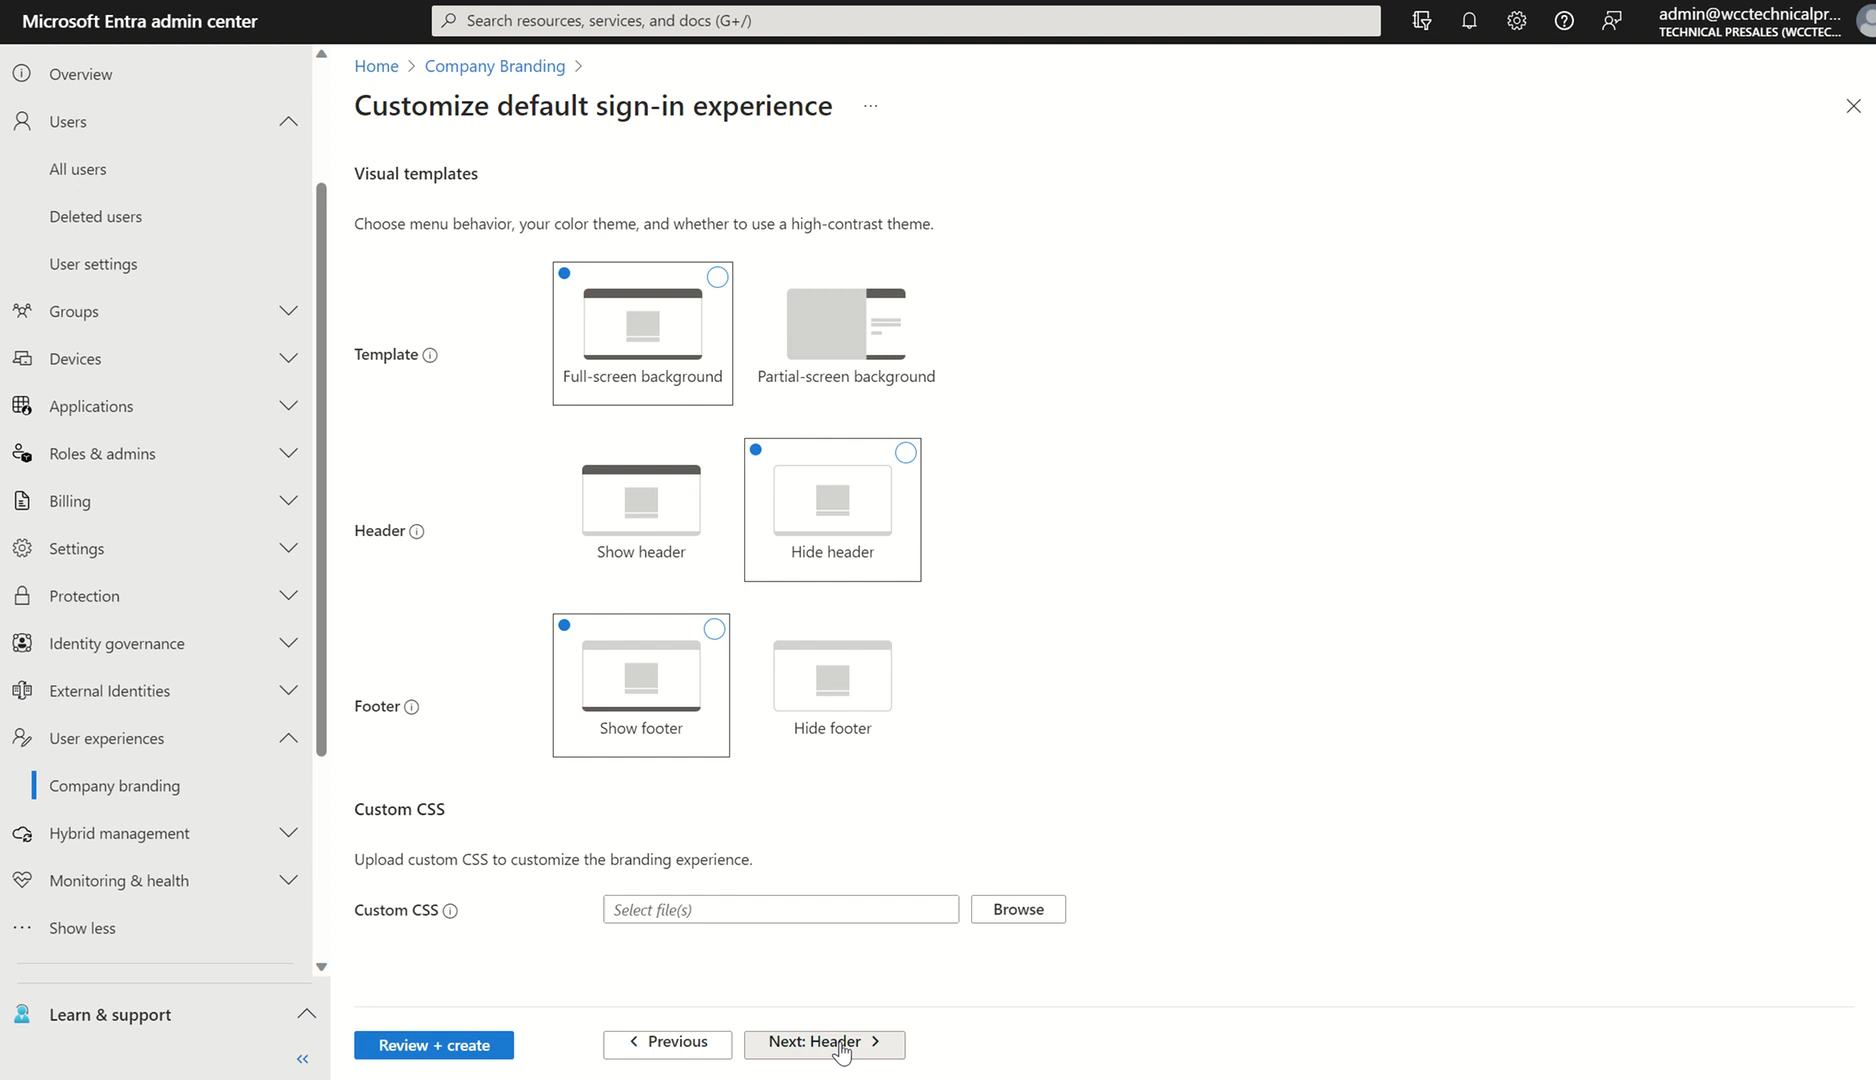 Microsoft Entra admin center
Search resources, services, and docs (G+/)
admin@wcctechnicalpr...
TECHNICAL PRESALES (WCCTEC...
Overview
Users
All users
Deleted users
User settings
Groups
Devices
Applications
Roles & admins
Billing
Settings
Protection
Identity governance
External Identities
User experiences
Company branding
Hybrid management
Monitoring & health
Show less
Learn & support
Home > Company Branding >
Customize default sign-in experience ...
Visual templates
Choose menu behavior, your color theme, and whether to use a high-contrast theme.
Template
Full-screen background
Partial-screen background
Header
Show header
Hide header
Footer
Show footer
Hide footer
Custom CSS
Upload custom CSS to customize the branding experience.
Custom CSS
Select file(s)
Browse
Review + create
< Previous
Next: Header >